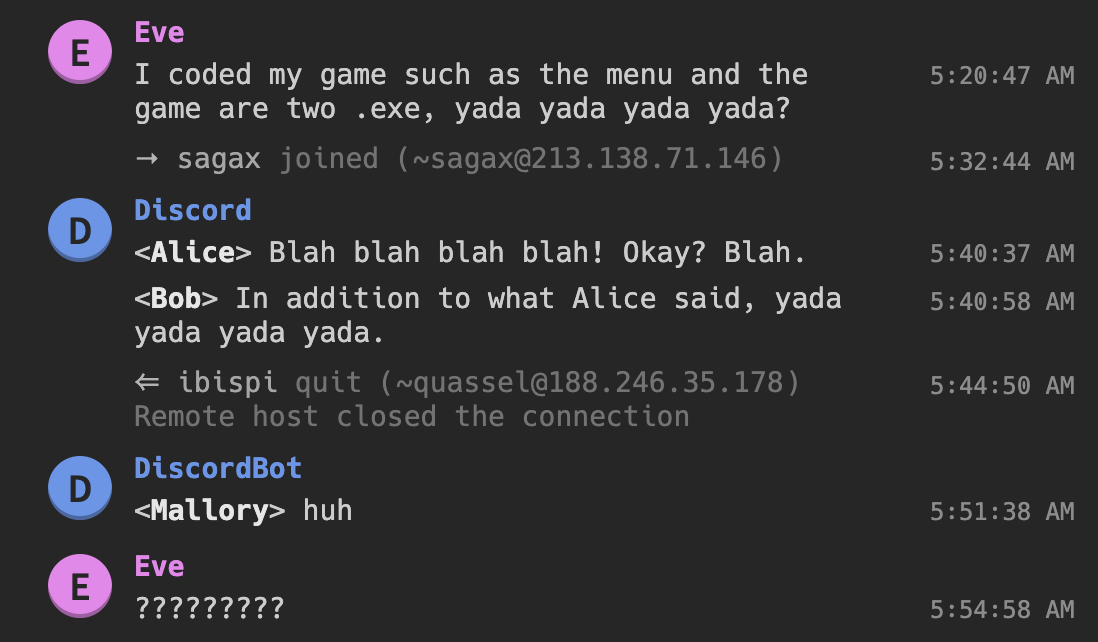 E
Eve
I coded my game such as the menu and the 5:20:47 AM
game are two .exe, yada yada yada yada?
→ sagax joined (~sagax@213.138.71.146) 5:32:44 AM
D
Discord
<Alice> Blah blah blah blah! Okay? Blah. 5:40:37 AM
<Bob> In addition to what Alice said, yada 5:40:58 AM
yada yada yada.
⇐ ibispi quit (~quassel@188.246.35.178) 5:44:50 AM
Remote host closed the connection
D
DiscordBot
<Mallory> huh 5:51:38 AM
E
Eve
????????? 5:54:58 AM